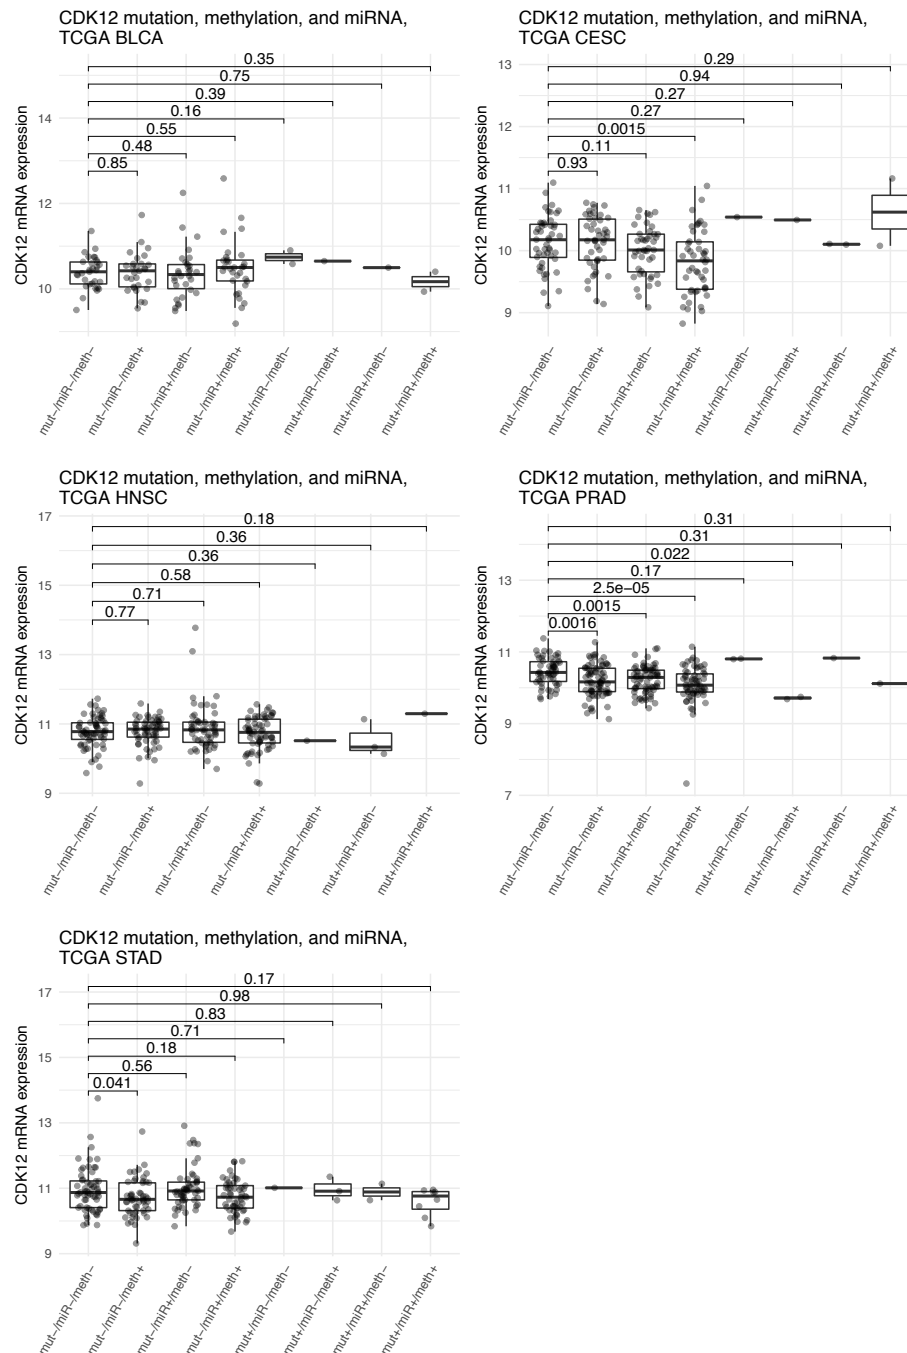 CDK12 mutation, methylation, and miRNA,
TCGA BLCA
0.35
0.75
0.39
0.16
0.55
0.48
0.85
14
12
10
CDK12 mRNA expression
mut−/miR−/meth−
mut−/miR−/meth+
mut−/miR+/meth−
mut−/miR+/meth+
mut+/miR−/meth−
mut+/miR−/meth+
mut+/miR+/meth−
mut+/miR+/meth+
CDK12 mutation, methylation, and miRNA,
TCGA CESC
0.29
0.94
0.27
0.27
0.0015
0.11
0.93
13
12
11
10
9
CDK12 mRNA expression
mut−/miR−/meth−
mut−/miR−/meth+
mut−/miR+/meth−
mut−/miR+/meth+
mut+/miR−/meth−
mut+/miR−/meth+
mut+/miR+/meth−
mut+/miR+/meth+
CDK12 mutation, methylation, and miRNA,
TCGA HNSC
0.18
0.36
0.36
0.58
0.71
0.77
17
15
13
11
9
CDK12 mRNA expression
mut−/miR−/meth−
mut−/miR−/meth+
mut−/miR+/meth−
mut−/miR+/meth+
mut+/miR−/meth+
mut+/miR+/meth−
mut+/miR+/meth+
CDK12 mutation, methylation, and miRNA,
TCGA PRAD
0.31
0.31
0.022
0.17
2.5e−05
0.0015
0.0016
13
11
9
7
CDK12 mRNA expression
mut−/miR−/meth−
mut−/miR−/meth+
mut−/miR+/meth−
mut−/miR+/meth+
mut+/miR−/meth−
mut+/miR−/meth+
mut+/miR+/meth−
mut+/miR+/meth+
CDK12 mutation, methylation, and miRNA,
TCGA STAD
0.17
0.98
0.83
0.71
0.18
0.56
0.041
17
15
13
11
9
CDK12 mRNA expression
mut−/miR−/meth−
mut−/miR−/meth+
mut−/miR+/meth−
mut−/miR+/meth+
mut+/miR−/meth−
mut+/miR−/meth+
mut+/miR+/meth−
mut+/miR+/meth+